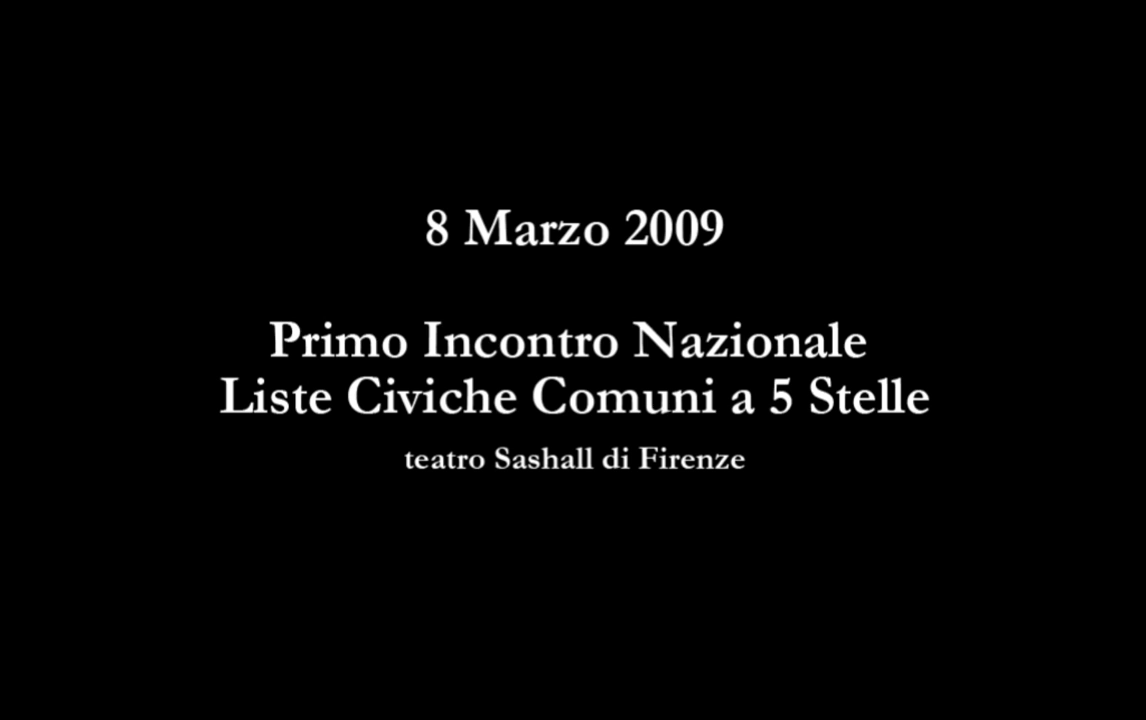 8 Marzo 2009
Primo Incontro Nazionale
Liste Civiche Comuni a 5 Stelle
teatro Sashall di Firenze